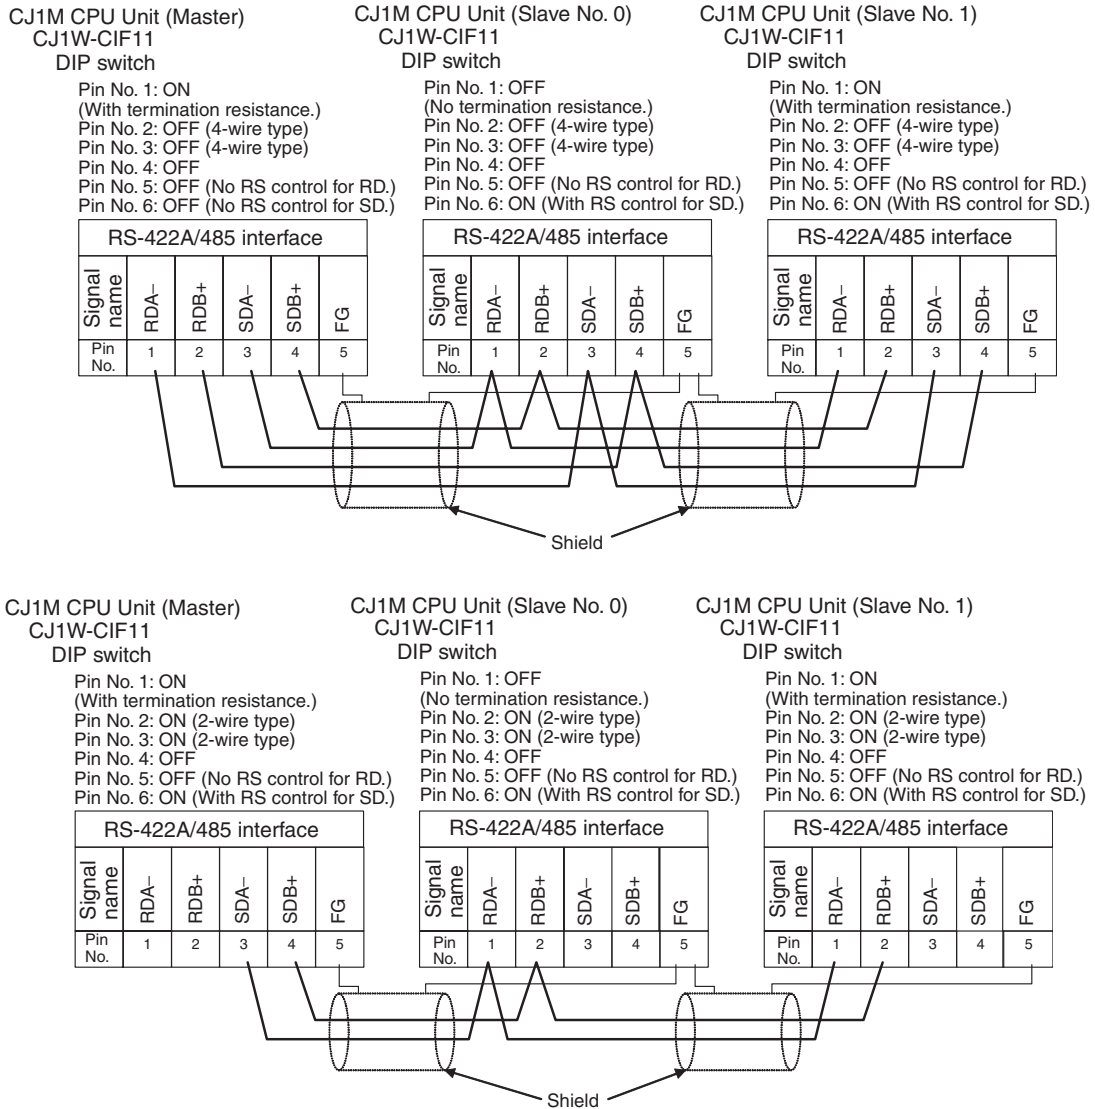 CJ1M CPU Unit (Master)
CJ1W-CIF11
DIP switch
Pin No. 1: ON
(With termination resistance.)
Pin No. 2: OFF (4-wire type)
Pin No. 3: OFF (4-wire type)
Pin No. 4: OFF
Pin No. 5: OFF (No RS control for RD.)
Pin No. 6: OFF (No RS control for SD.)
RS-422A/485 interface
Signal name RDA− RDB+ SDA− SDB+ FG
Pin No. 1 2 3 4 5
CJ1M CPU Unit (Slave No. 0)
CJ1W-CIF11
DIP switch
Pin No. 1: OFF
(No termination resistance.)
Pin No. 2: OFF (4-wire type)
Pin No. 3: OFF (4-wire type)
Pin No. 4: OFF
Pin No. 5: OFF (No RS control for RD.)
Pin No. 6: ON (With RS control for SD.)
RS-422A/485 interface
Signal name RDA− RDB+ SDA− SDB+ FG
Pin No. 1 2 3 4 5
CJ1M CPU Unit (Slave No. 1)
CJ1W-CIF11
DIP switch
Pin No. 1: ON
(With termination resistance.)
Pin No. 2: OFF (4-wire type)
Pin No. 3: OFF (4-wire type)
Pin No. 4: OFF
Pin No. 5: OFF (No RS control for RD.)
Pin No. 6: ON (With RS control for SD.)
RS-422A/485 interface
Signal name RDA− RDB+ SDA− SDB+ FG
Pin No. 1 2 3 4 5
Shield
CJ1M CPU Unit (Master)
CJ1W-CIF11
DIP switch
Pin No. 1: ON
(With termination resistance.)
Pin No. 2: ON (2-wire type)
Pin No. 3: ON (2-wire type)
Pin No. 4: OFF
Pin No. 5: OFF (No RS control for RD.)
Pin No. 6: ON (With RS control for SD.)
RS-422A/485 interface
Signal name RDA− RDB+ SDA− SDB+ FG
Pin No. 1 2 3 4 5
CJ1M CPU Unit (Slave No. 0)
CJ1W-CIF11
DIP switch
Pin No. 1: OFF
(No termination resistance.)
Pin No. 2: ON (2-wire type)
Pin No. 3: ON (2-wire type)
Pin No. 4: OFF
Pin No. 5: OFF (No RS control for RD.)
Pin No. 6: ON (With RS control for SD.)
RS-422A/485 interface
Signal name RDA− RDB+ SDA− SDB+ FG
Pin No. 1 2 3 4 5
CJ1M CPU Unit (Slave No. 1)
CJ1W-CIF11
DIP switch
Pin No. 1: ON
(With termination resistance.)
Pin No. 2: ON (2-wire type)
Pin No. 3: ON (2-wire type)
Pin No. 4: OFF
Pin No. 5: OFF (No RS control for RD.)
Pin No. 6: ON (With RS control for SD.)
RS-422A/485 interface
Signal name RDA− RDB+ SDA− SDB+ FG
Pin No. 1 2 3 4 5
Shield